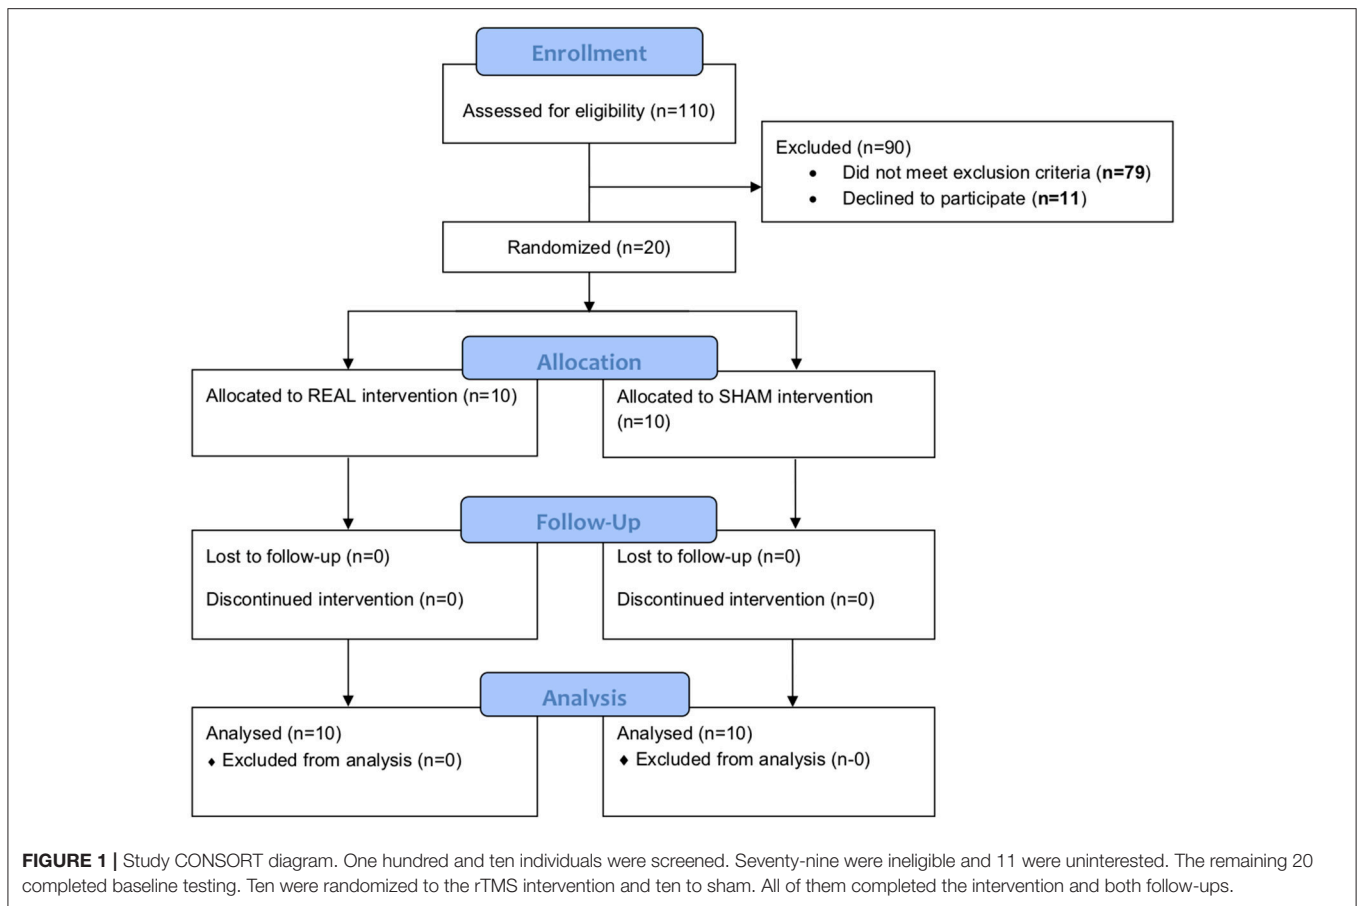 Enrollment
Assessed for eligibility (n=110)
Excluded (n=90)
• Did not meet exclusion criteria (n=79)
• Declined to participate (n=11)
Randomized (n=20)
Allocation
Allocated to REAL intervention (n=10)
Allocated to SHAM intervention
(n=10)
Follow-Up
Lost to follow-up (n=0)
Discontinued intervention (n=0)
Lost to follow-up (n=0)
Discontinued intervention (n=0)
Analysis
Analysed (n=10)
♦ Excluded from analysis (n=0)
Analysed (n=10)
♦ Excluded from analysis (n-0)
FIGURE 1 | Study CONSORT diagram. One hundred and ten individuals were screened. Seventy-nine were ineligible and 11 were uninterested. The remaining 20
completed baseline testing. Ten were randomized to the rTMS intervention and ten to sham. All of them completed the intervention and both follow-ups.